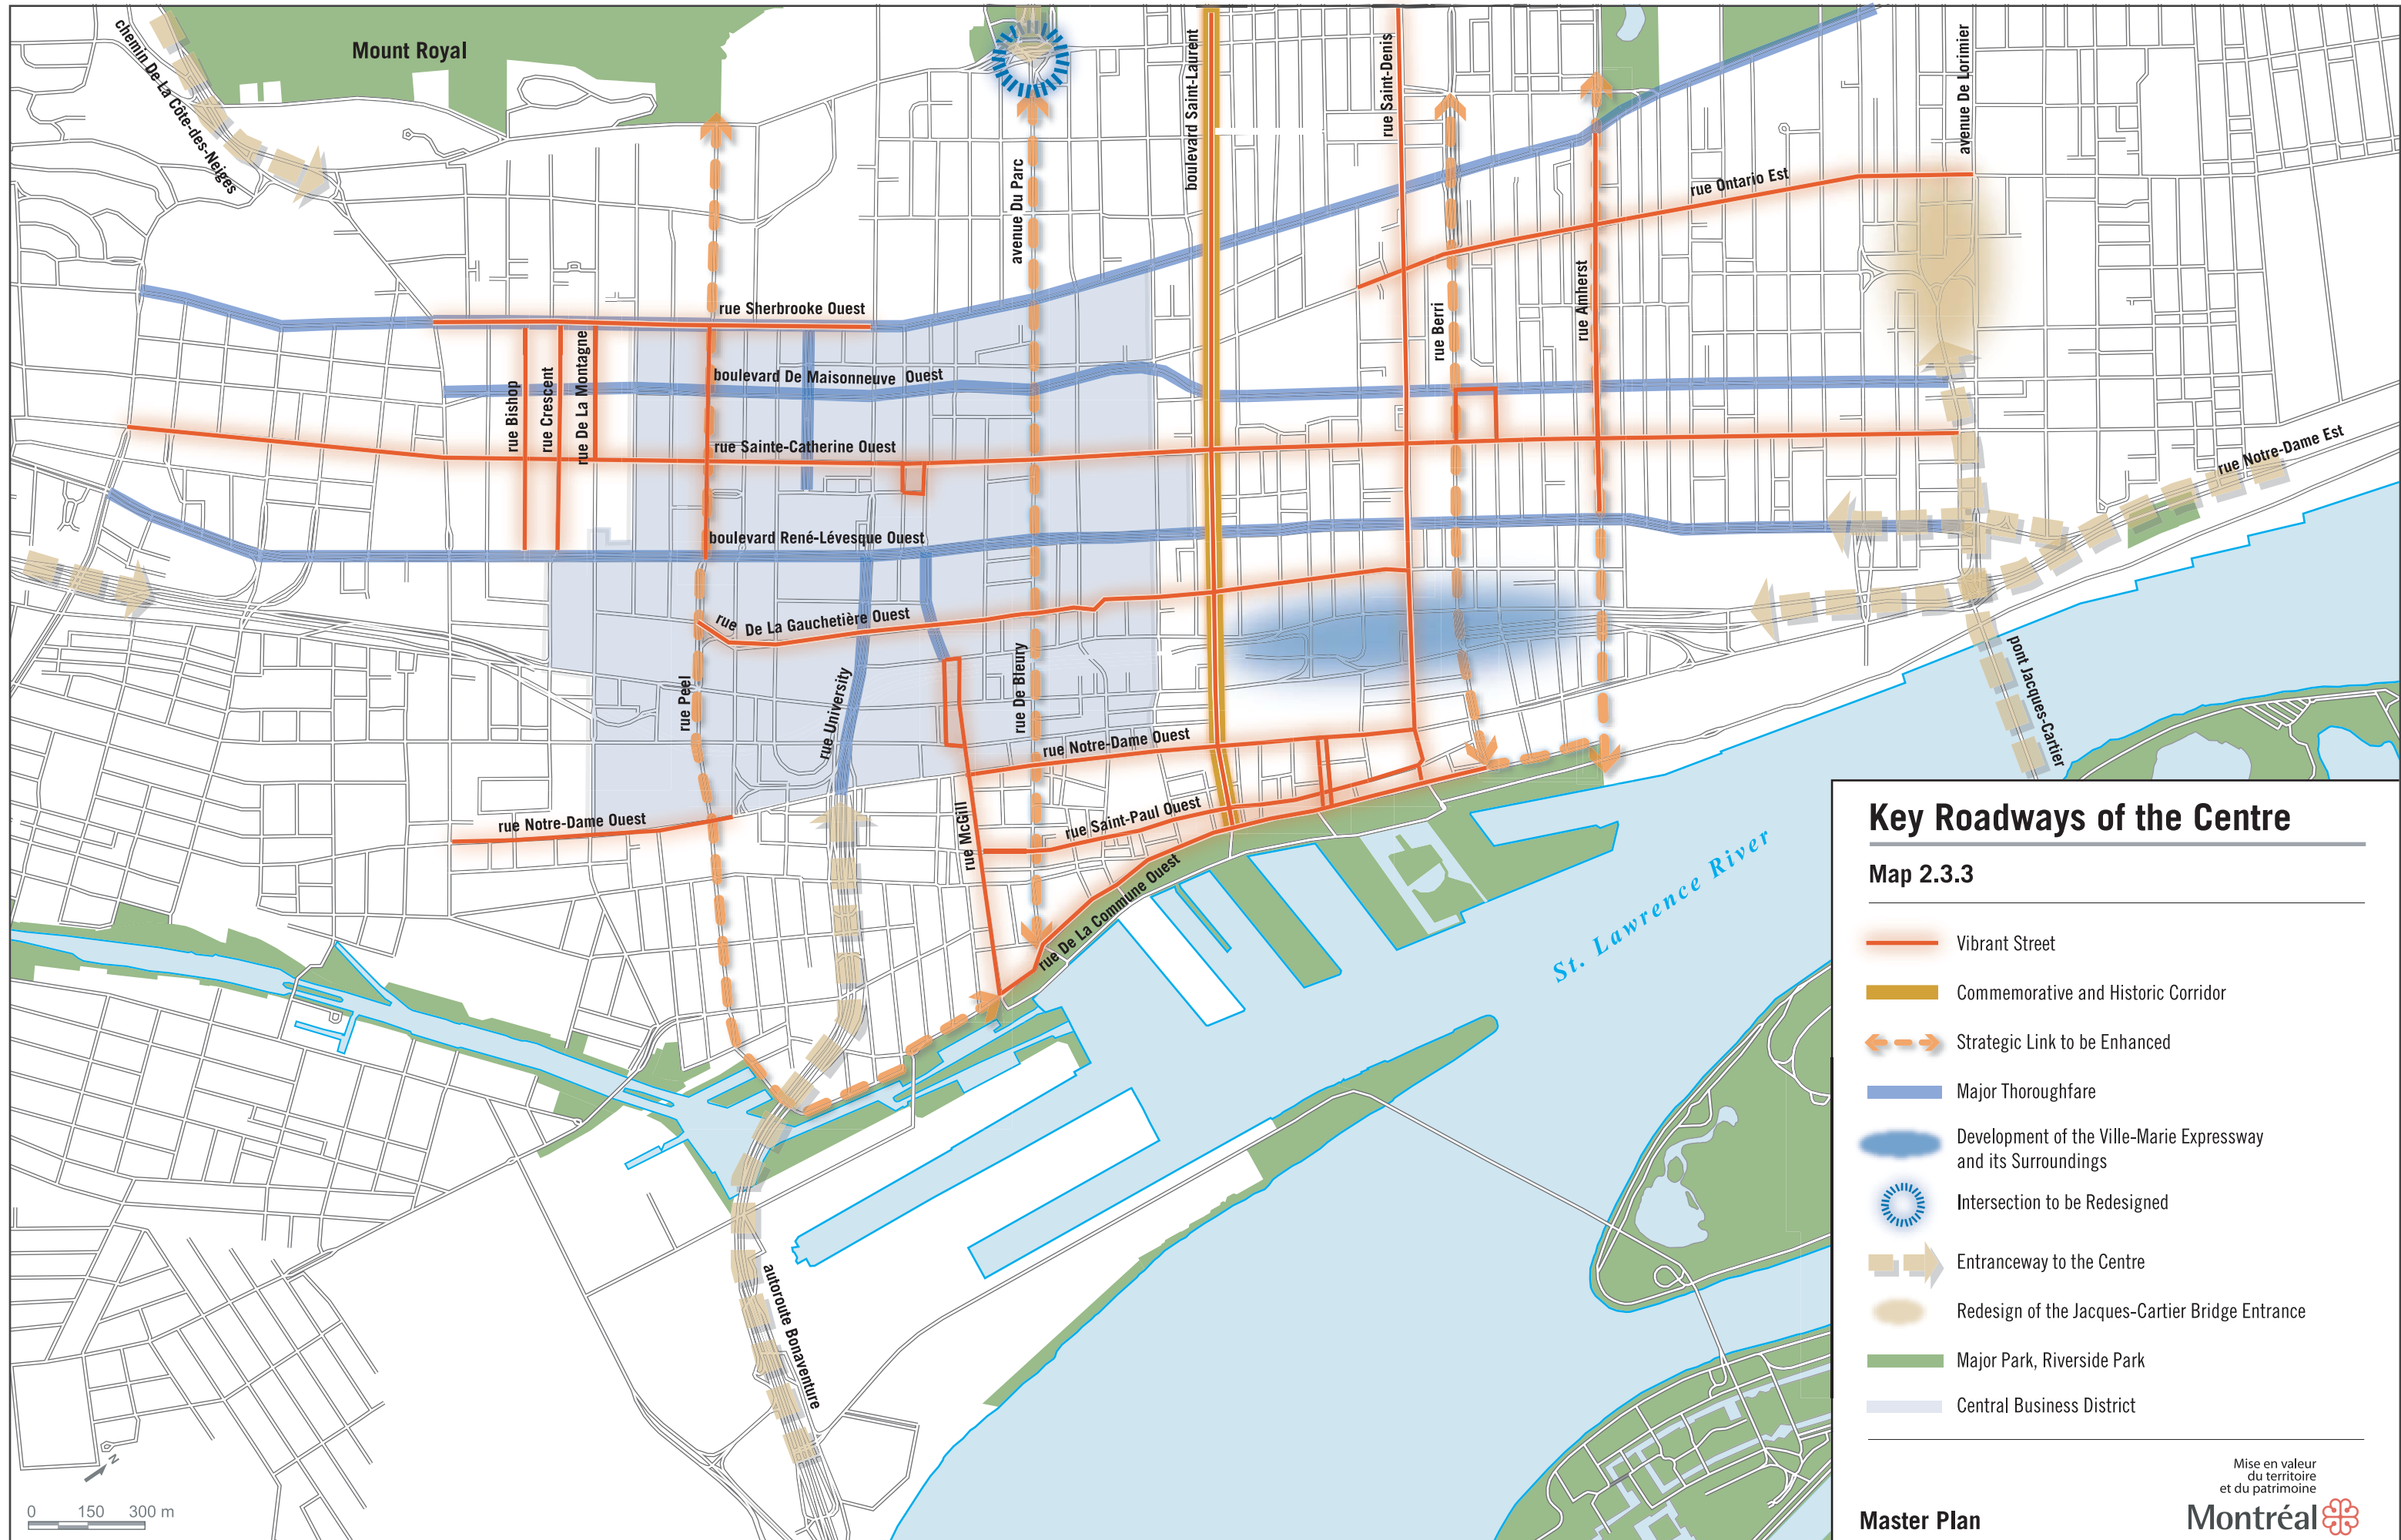 Mount Royal
chemin De La Côte-des-Neiges
avenue Du Parc
boulevard Saint-Laurent
rue Saint-Denis
avenue De Lorimier
rue Ontario Est
rue Sherbrooke Ouest
rue Berri
rue Amherst
boulevard De Maisonneuve Ouest
rue Bishop
rue Crescent
rue De La Montagne
rue Sainte-Catherine Ouest
rue Notre-Dame Est
boulevard René-Lévesque Ouest
rue De La Gauchetière Ouest
rue Peel
rue University
rue De Bleury
pont Jacques-Cartier
rue Notre-Dame Ouest
rue Notre-Dame Ouest
rue McGill
rue Saint-Paul Ouest
rue De La Commune Ouest
St. Lawrence River
autoroute Bonaventure
N
0 150 300 m
Key Roadways of the Centre
Map 2.3.3
Vibrant Street
Commemorative and Historic Corridor
Strategic Link to be Enhanced
Major Thoroughfare
Development of the Ville-Marie Expressway
and its Surroundings
Intersection to be Redesigned
Entranceway to the Centre
Redesign of the Jacques-Cartier Bridge Entrance
Major Park, Riverside Park
Central Business District
Mise en valeur
du territoire
et du patrimoine
Master Plan
Montréal